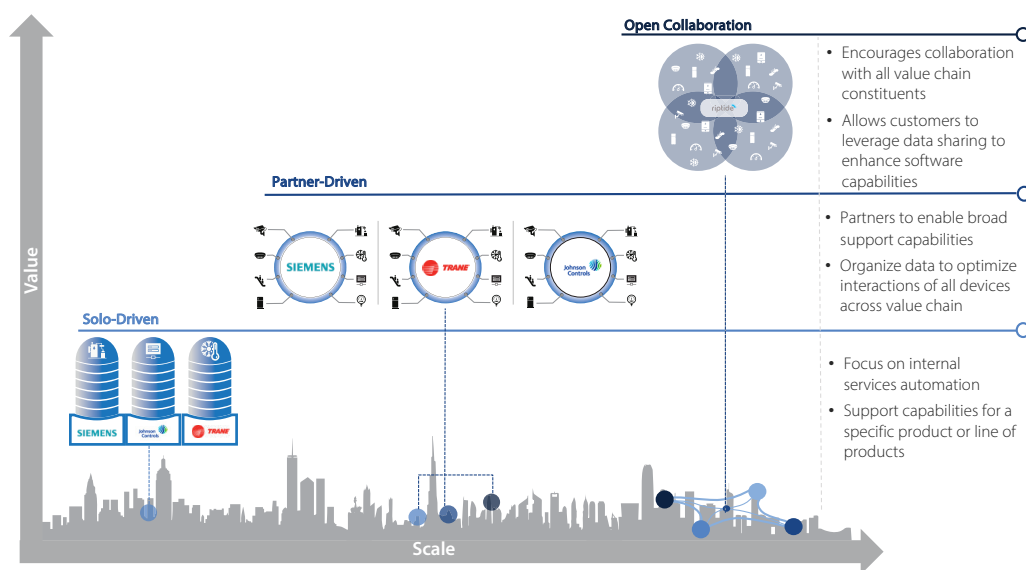 Open Collaboration
riptide
• Encourages collaboration
with all value chain
constituents
• Allows customers to
leverage data sharing to
enhance software
capabilities
Partner-Driven
SIEMENS
TRANE
Johnson
Controls
• Partners to enable broad
support capabilities
• Organize data to optimize
interactions of all devices
across value chain
Value
Solo-Driven
SIEMENS
Johnson
Controls
TRANE
• Focus on internal
services automation
• Support capabilities for a
specific product or line of
products
Scale